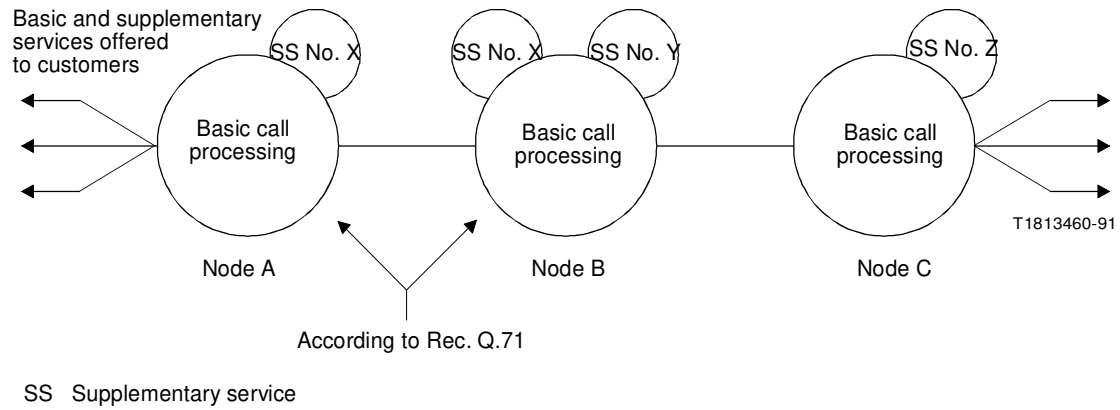 Basic and supplementary
services offered
to customers
SS No. X
SS No. X
SS No. Y
SS No. Z
Basic call
processing
Basic call
processing
Basic call
processing
T1813460-91
Node A
Node B
Node C
According to Rec. Q.71
SS Supplementary service